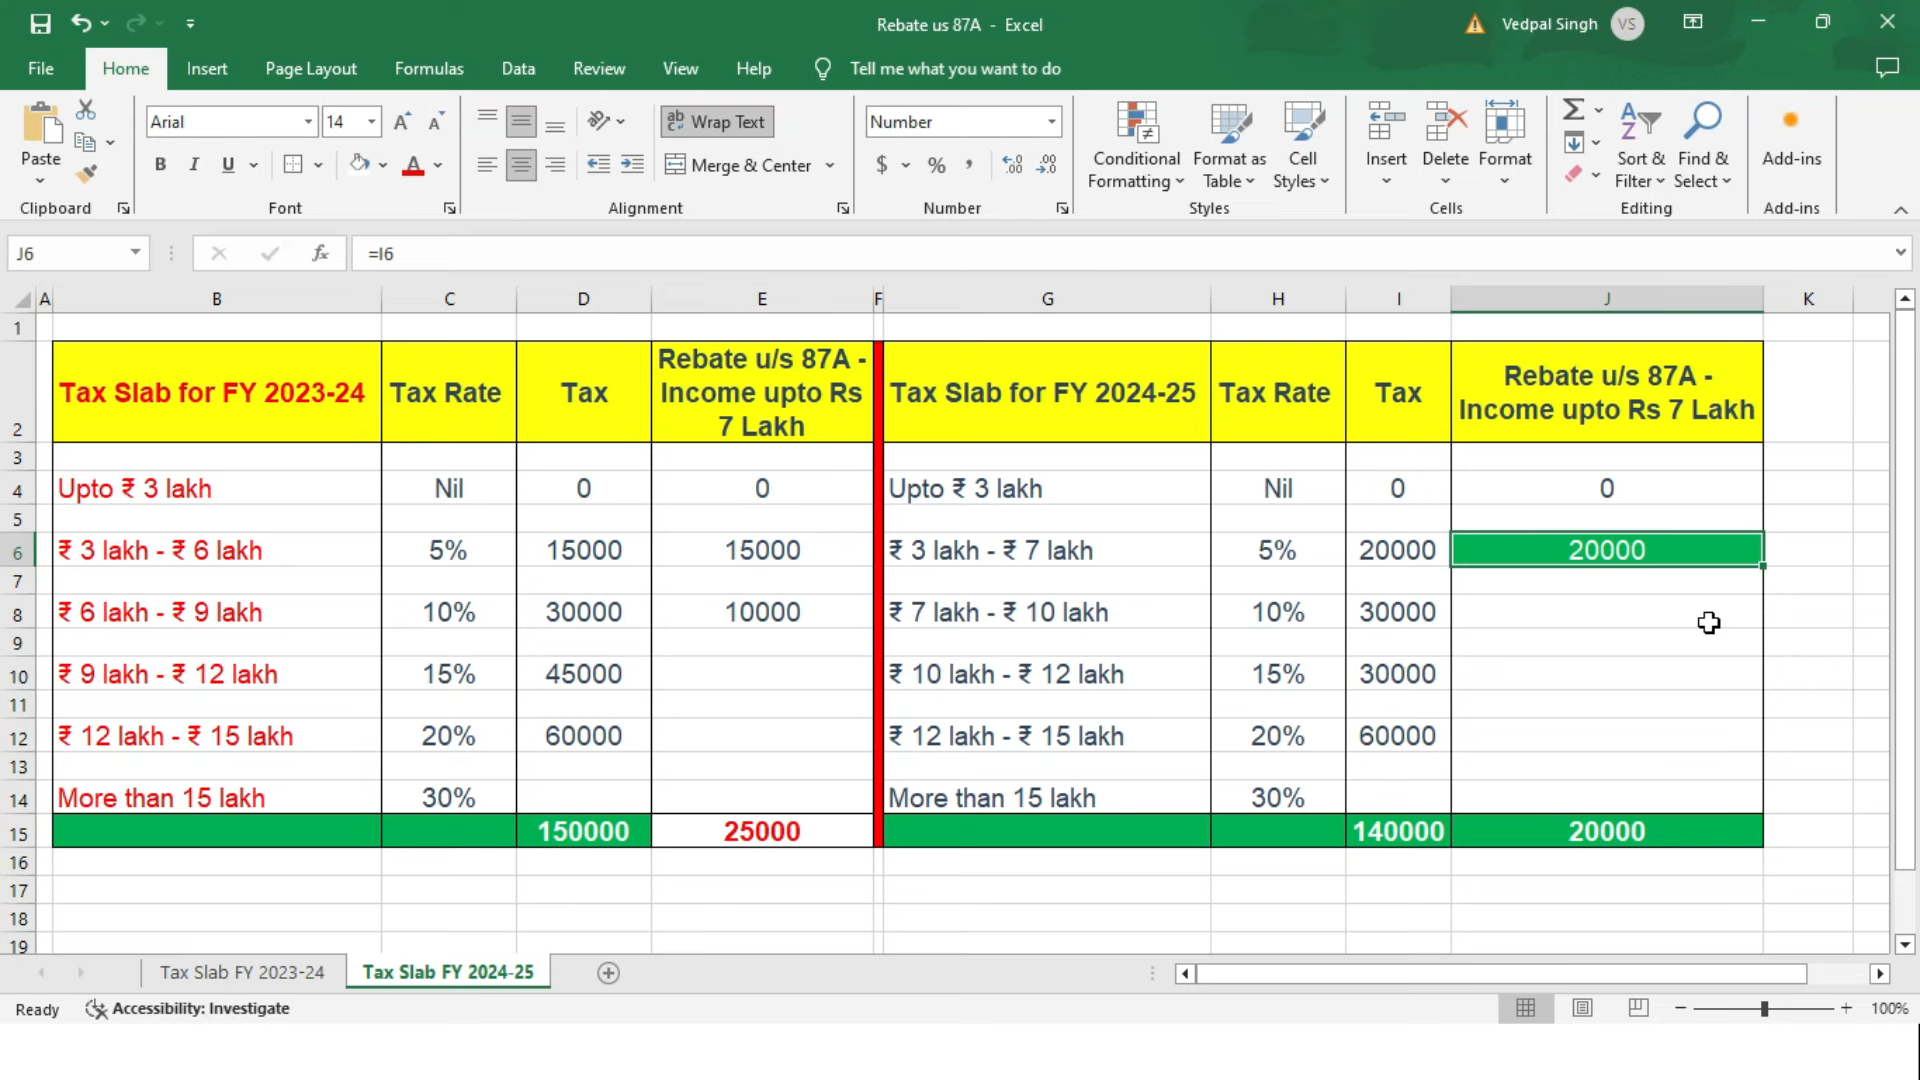 Rebate us 87A - Excel
Vedpal Singh VS
File Home Insert Page Layout Formulas Data Review View Help Tell me what you want to do
Paste
Clipboard
Arial 14
B I U A
Font
ab Wrap Text
Merge & Center
Alignment
Number
$ % ,
Number
Conditional Formatting
Format as Table
Cell Styles
Styles
Insert Delete Format
Cells
Sort & Filter
Find & Select
Editing
Add-ins
Add-ins
J6 fx =I6
A B C D E F G H I J K
1
2 Tax Slab for FY 2023-24 Tax Rate Tax Rebate u/s 87A - Income upto Rs 7 Lakh Tax Slab for FY 2024-25 Tax Rate Tax Rebate u/s 87A - Income upto Rs 7 Lakh
3
4 Upto ₹ 3 lakh Nil 0 0 Upto ₹ 3 lakh Nil 0 0
5
6 ₹ 3 lakh - ₹ 6 lakh 5% 15000 15000 ₹ 3 lakh - ₹ 7 lakh 5% 20000 20000
7
8 ₹ 6 lakh - ₹ 9 lakh 10% 30000 10000 ₹ 7 lakh - ₹ 10 lakh 10% 30000
9
10 ₹ 9 lakh - ₹ 12 lakh 15% 45000 ₹ 10 lakh - ₹ 12 lakh 15% 30000
11
12 ₹ 12 lakh - ₹ 15 lakh 20% 60000 ₹ 12 lakh - ₹ 15 lakh 20% 60000
13
14 More than 15 lakh 30% More than 15 lakh 30%
15 150000 25000 140000 20000
16
17
18
19
Tax Slab FY 2023-24 Tax Slab FY 2024-25
Ready Accessibility: Investigate 100%